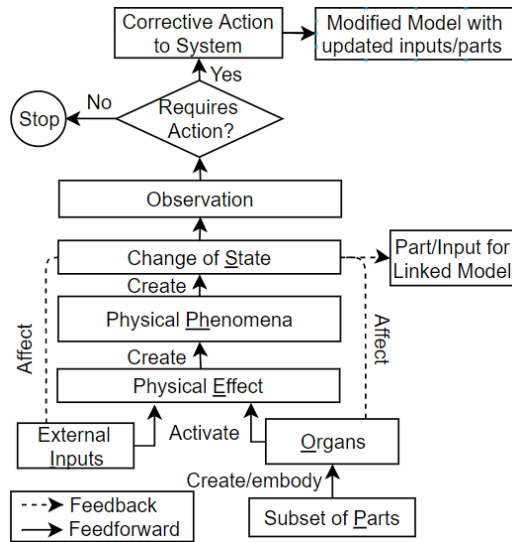 Corrective Action
to System
Modified Model with
updated inputs/parts
Yes
No
Stop
Requires
Action?
Observation
Change of State
Part/Input for
Linked Model
Create
Affect
Affect
Physical Phenomena
Create
Physical Effect
External
Inputs
Activate
Organs
Create/embody
Subset of Parts
Feedback
Feedforward